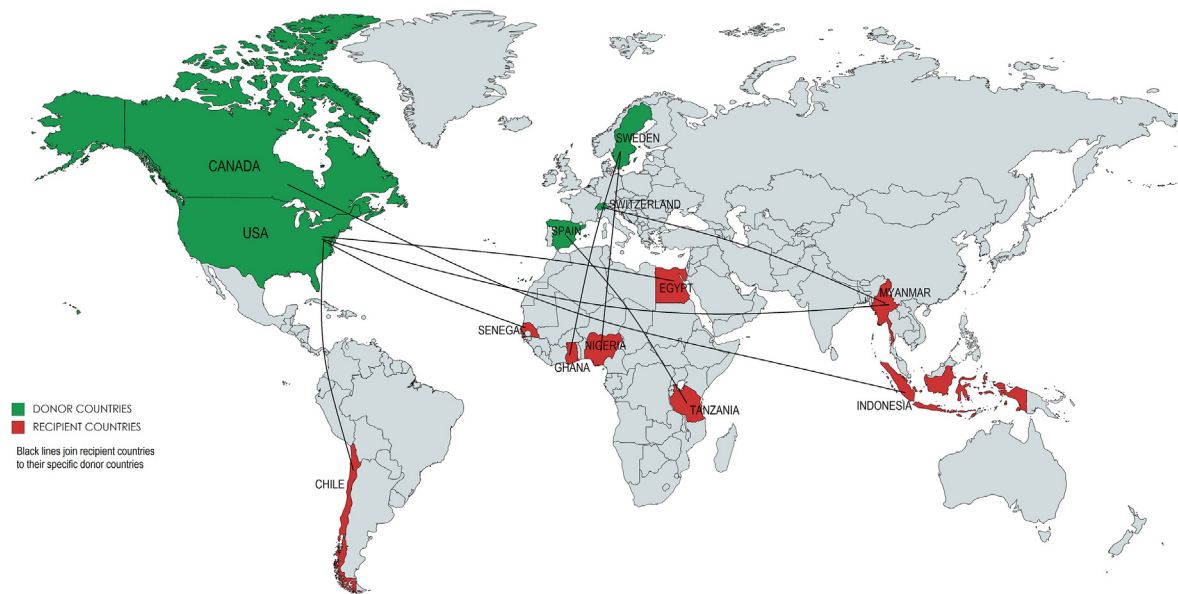 SWEDEN
CANADA
SWITZERLAND
USA
SPAIN
EGYPT
MYANMAR
SENEGAL
NIGERIA
GHANA
INDONESIA
TANZANIA
DONOR COUNTRIES
RECIPIENT COUNTRIES
Black lines join recipient countries
to their specific donor countries
CHILE